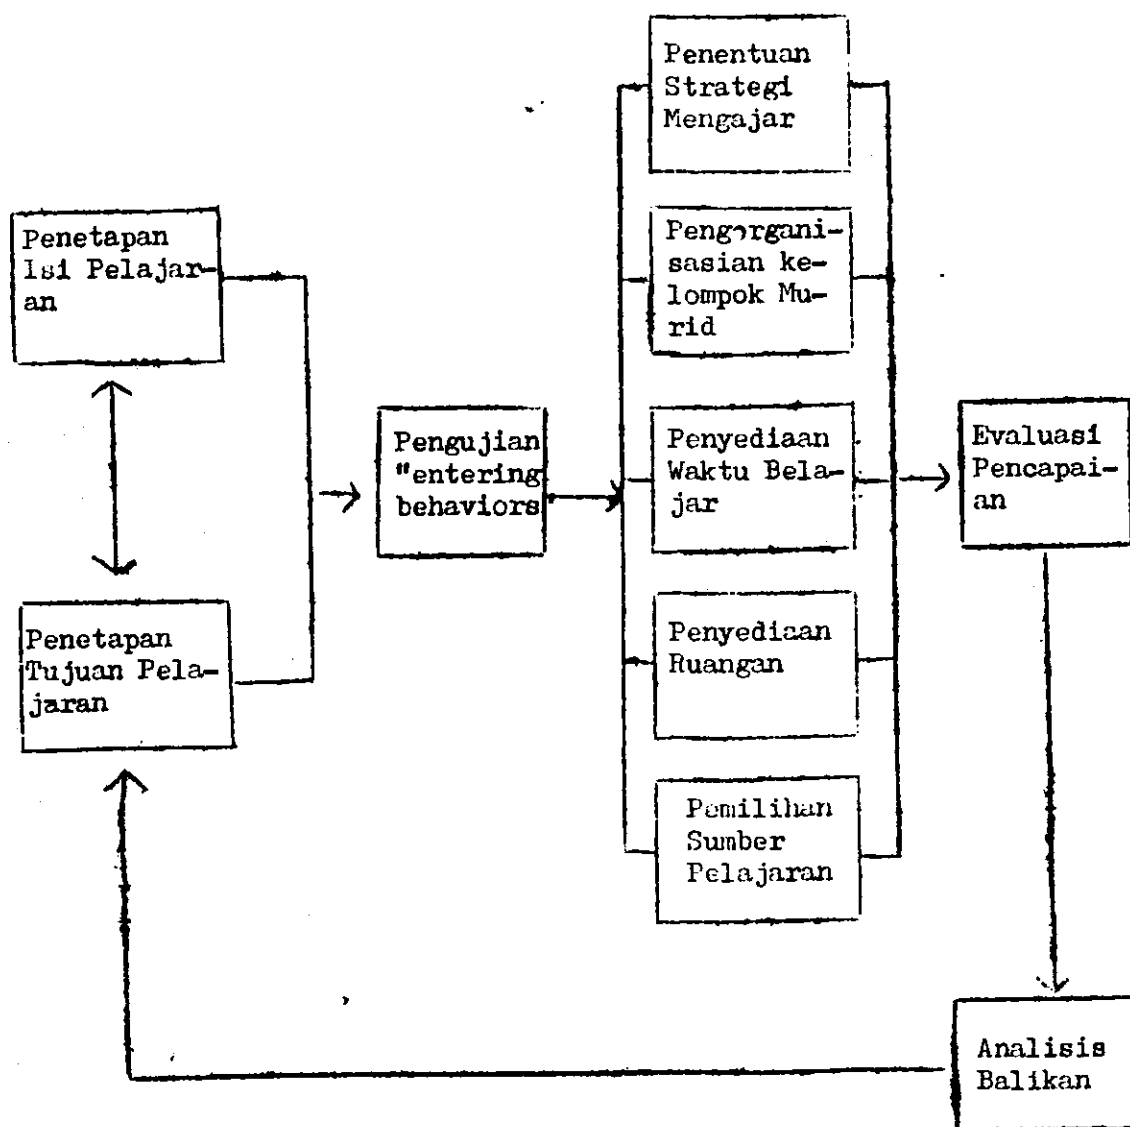 Penetapan
Isi Pelajar-
an
Penetapan
Tujuan Pela-
jaran
Pengujian
"entering
behaviors
Penentuan
Strategi
Mengajar
Pengorgani-
sasian ke-
lompok Mu-
rid
Penyediaan
Waktu Bela-
jar
Penyediaan
Ruangan
Pemilihan
Sumber
Pelajaran
Evaluasi
Pencapai-
an
Analisis
Balikan